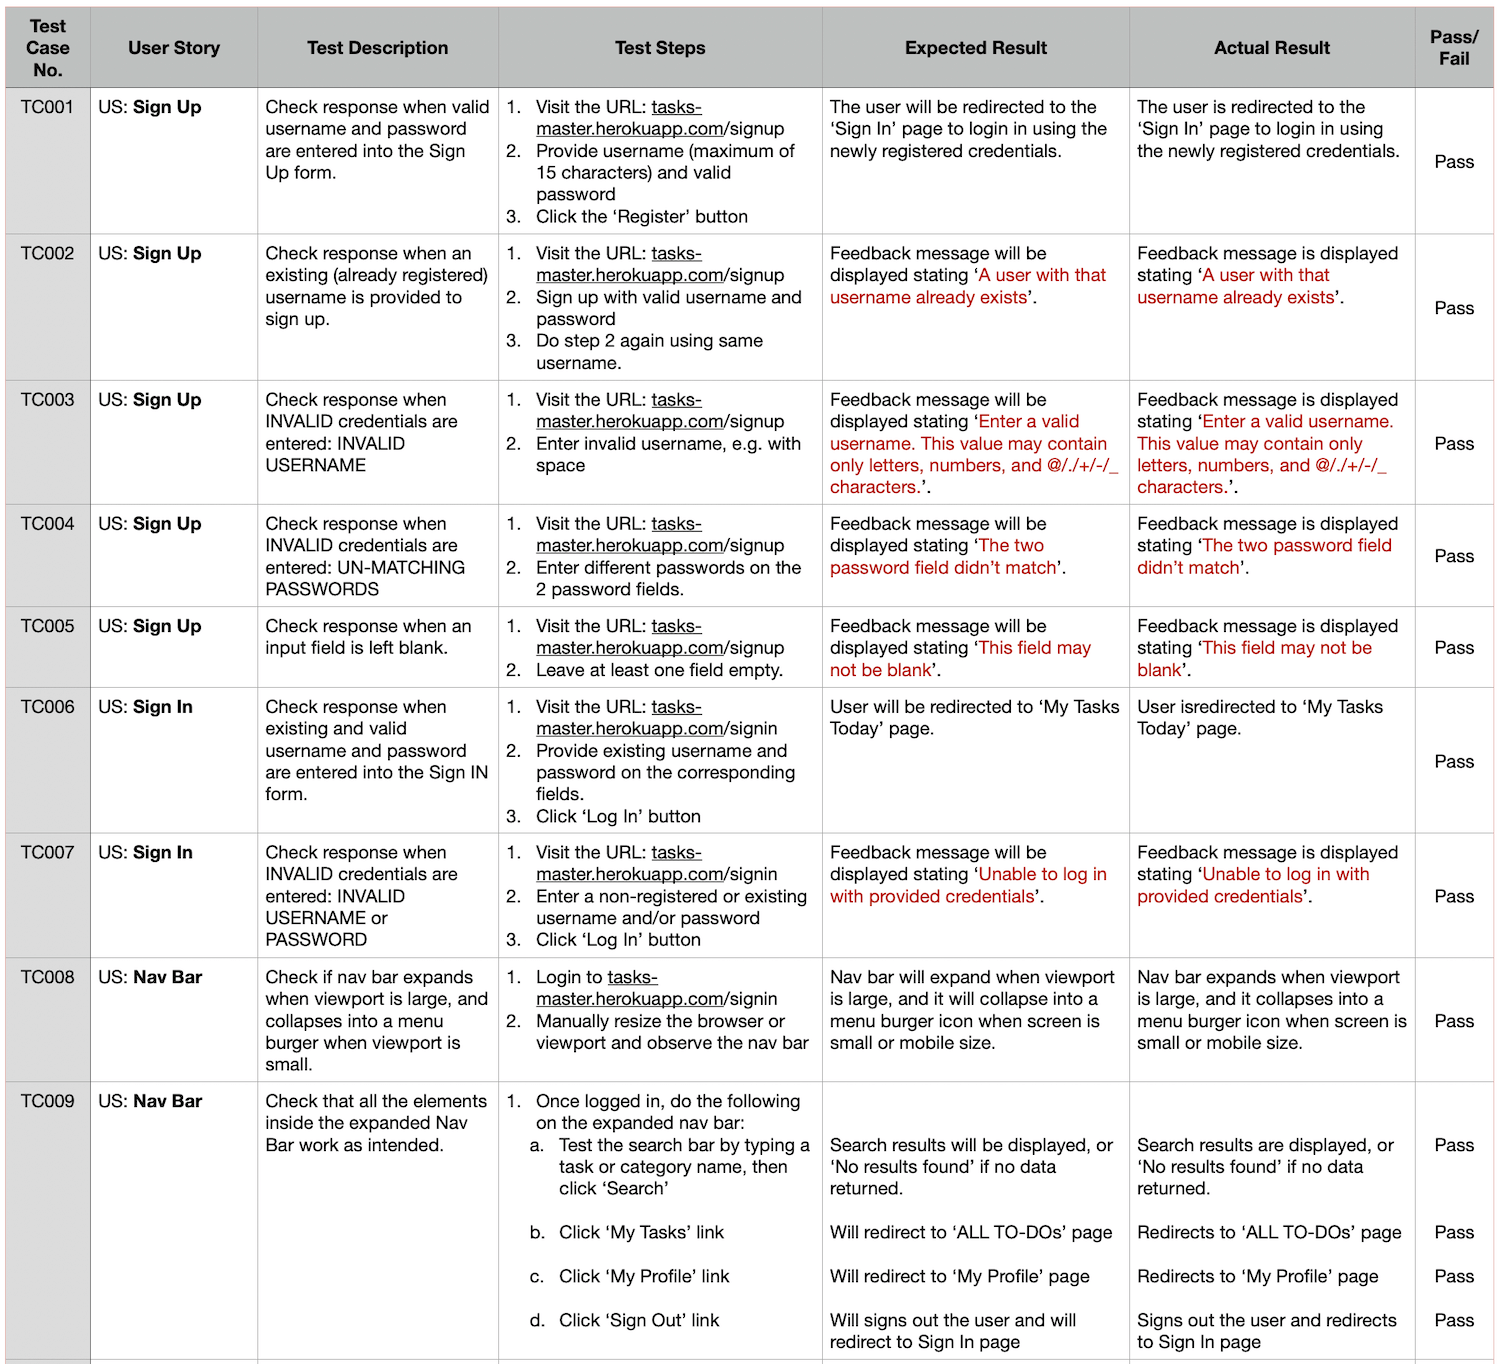 Test Case No.
User Story
Test Description
Test Steps
Expected Result
Actual Result
Pass/ Fail
TC001
US: Sign Up
Check response when valid
username and password
are entered into the Sign
Up form.
1. Visit the URL: tasks-
master.herokuapp.com/signup
2. Provide username (maximum of
15 characters) and valid
password
3. Click the ‘Register’ button
The user will be redirected to the
‘Sign In’ page to login in using the
newly registered credentials.
The user is redirected to the
‘Sign In’ page to login in using
the newly registered credentials.
Pass
TC002
US: Sign Up
Check response when an
existing (already registered)
username is provided to
sign up.
1. Visit the URL: tasks-
master.herokuapp.com/signup
2. Sign up with valid username and
password
3. Do step 2 again using same
username.
Feedback message will be
displayed stating ‘A user with that
username already exists’.
Feedback message is displayed
stating ‘A user with that
username already exists’.
Pass
TC003
US: Sign Up
Check response when
INVALID credentials are
entered: INVALID
USERNAME
1. Visit the URL: tasks-
master.herokuapp.com/signup
2. Enter invalid username, e.g. with
space
Feedback message will be
displayed stating ‘Enter a valid
username. This value may contain
only letters, numbers, and @/./+/-/_
characters.’.
Feedback message is displayed
stating ‘Enter a valid username.
This value may contain only
letters, numbers, and @/./+/-/_
characters.’.
Pass
TC004
US: Sign Up
Check response when
INVALID credentials are
entered: UN-MATCHING
PASSWORDS
1. Visit the URL: tasks-
master.herokuapp.com/signup
2. Enter different passwords on the
2 password fields.
Feedback message will be
displayed stating ‘The two
password field didn’t match’.
Feedback message is displayed
stating ‘The two password field
didn’t match’.
Pass
TC005
US: Sign Up
Check response when an
input field is left blank.
1. Visit the URL: tasks-
master.herokuapp.com/signup
2. Leave at least one field empty.
Feedback message will be
displayed stating ‘This field may
not be blank’.
Feedback message is displayed
stating ‘This field may not be
blank’.
Pass
TC006
US: Sign In
Check response when
existing and valid
username and password
are entered into the Sign IN
form.
1. Visit the URL: tasks-
master.herokuapp.com/signin
2. Provide existing username and
password on the corresponding
fields.
3. Click ‘Log In’ button
User will be redirected to ‘My Tasks
Today’ page.
User isredirected to ‘My Tasks
Today’ page.
Pass
TC007
US: Sign In
Check response when
INVALID credentials are
entered: INVALID
USERNAME or
PASSWORD
1. Visit the URL: tasks-
master.herokuapp.com/signin
2. Enter a non-registered or existing
username and/or password
3. Click ‘Log In’ button
Feedback message will be
displayed stating ‘Unable to log in
with provided credentials’.
Feedback message is displayed
stating ‘Unable to log in with
provided credentials’.
Pass
TC008
US: Nav Bar
Check if nav bar expands
when viewport is large, and
collapses into a menu
burger when viewport is
small.
1. Login to tasks-
master.herokuapp.com/signin
2. Manually resize the browser or
viewport and observe the nav bar
Nav bar will expand when viewport
is large, and it will collapse into a
menu burger icon when screen is
small or mobile size.
Nav bar expands when viewport
is large, and it collapses into a
menu burger icon when screen is
small or mobile size.
Pass
TC009
US: Nav Bar
Check that all the elements
inside the expanded Nav
Bar work as intended.
1. Once logged in, do the following
on the expanded nav bar:
a. Test the search bar by typing a
task or category name, then
click ‘Search’
Search results will be displayed, or
‘No results found’ if no data
returned.
Search results are displayed, or
‘No results found’ if no data
returned.
Pass
b. Click ‘My Tasks’ link
Will redirect to ‘ALL TO-DOs’ page
Redirects to ‘ALL TO-DOs’ page
Pass
c. Click ‘My Profile’ link
Will redirect to ‘My Profile’ page
Redirects to ‘My Profile’ page
Pass
d. Click ‘Sign Out’ link
Will signs out the user and will
redirect to Sign In page
Signs out the user and redirects
to Sign In page
Pass